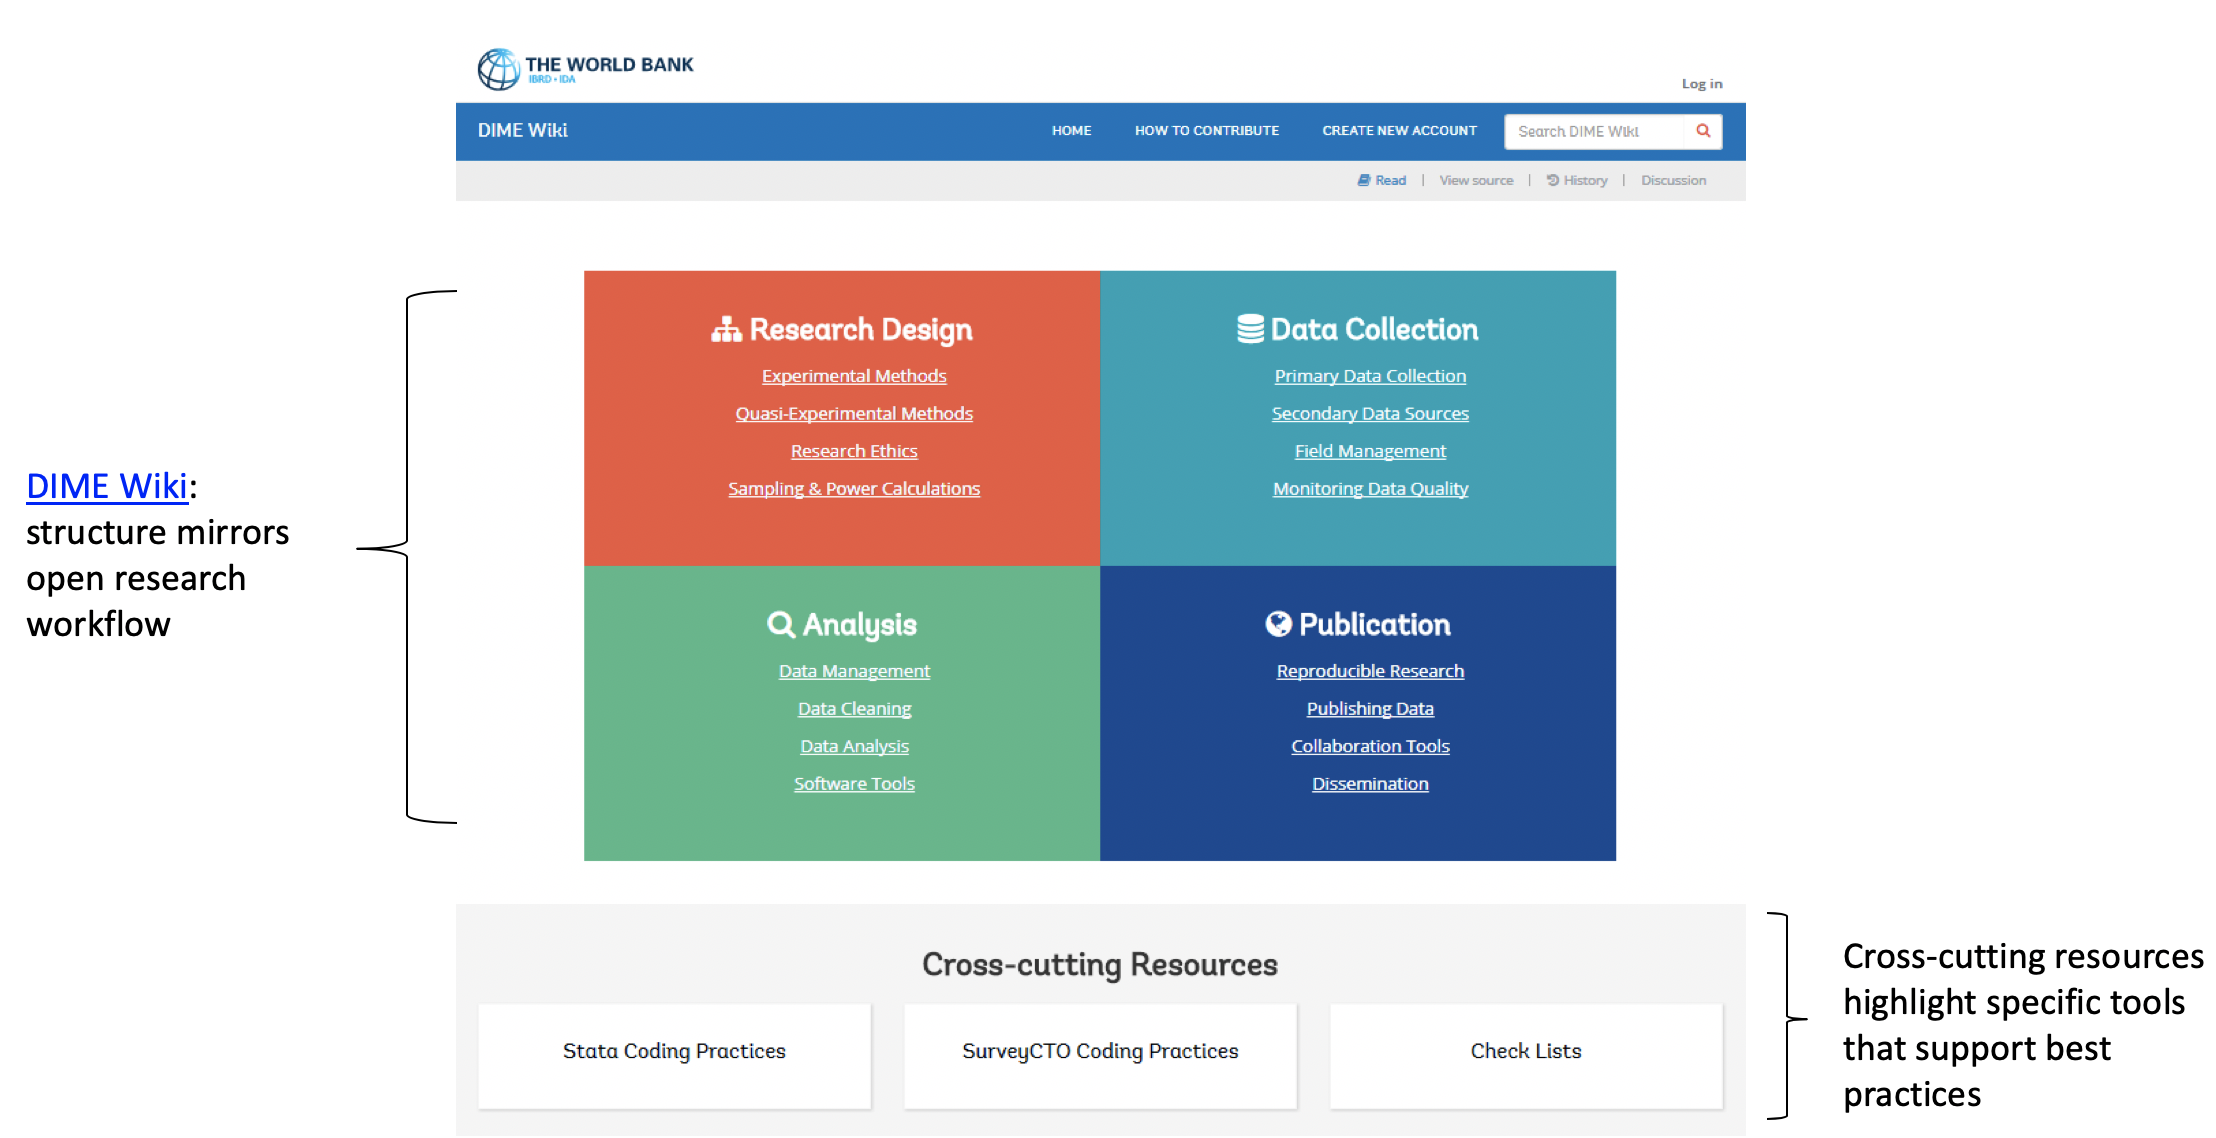 THE WORLD BANK
IBRD • IDA
Log in
DIME Wiki
HOME
HOW TO CONTRIBUTE
CREATE NEW ACCOUNT
Search DIME Wiki
Read | View source | History | Discussion
DIME Wiki:
structure mirrors
open research
workflow
Research Design
Experimental Methods
Quasi-Experimental Methods
Research Ethics
Sampling & Power Calculations
Data Collection
Primary Data Collection
Secondary Data Sources
Field Management
Monitoring Data Quality
Analysis
Data Management
Data Cleaning
Data Analysis
Software Tools
Publication
Reproducible Research
Publishing Data
Collaboration Tools
Dissemination
Cross-cutting Resources
Stata Coding Practices
SurveyCTO Coding Practices
Check Lists
Cross-cutting resources
highlight specific tools
that support best
practices